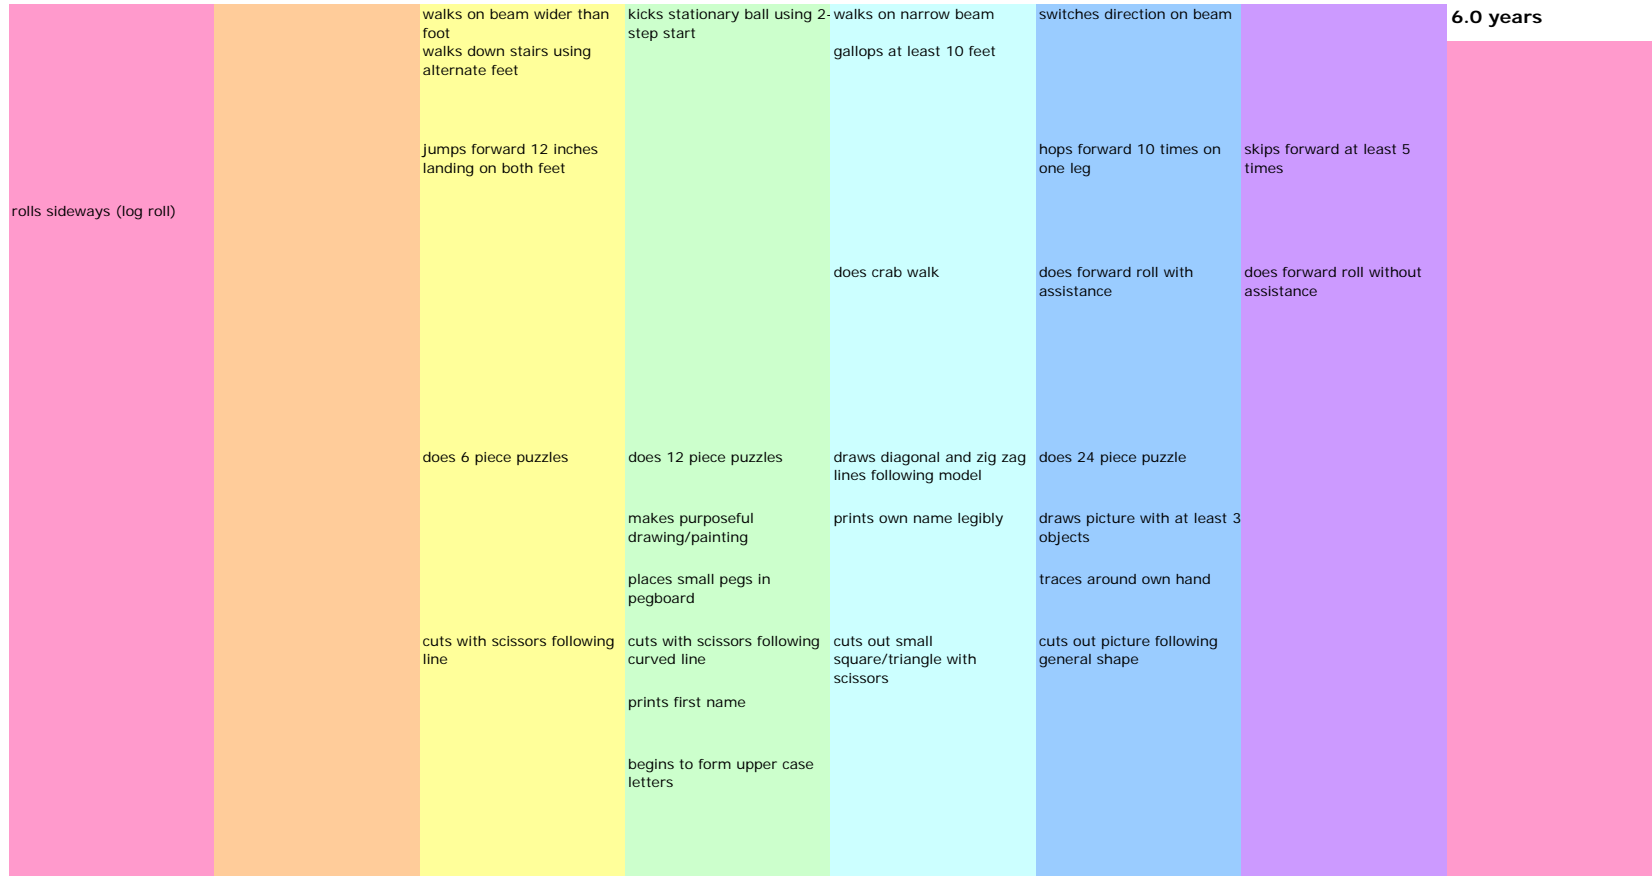 walks on beam wider than
foot
kicks stationary ball using 2-
step start
walks on narrow beam
switches direction on beam
6.0 years
walks down stairs using
alternate feet
gallops at least 10 feet
jumps forward 12 inches
landing on both feet
hops forward 10 times on
one leg
skips forward at least 5
times
rolls sideways (log roll)
does crab walk
does forward roll with
assistance
does forward roll without
assistance
does 6 piece puzzles
does 12 piece puzzles
draws diagonal and zig zag
lines following model
does 24 piece puzzle
makes purposeful
drawing/painting
prints own name legibly
draws picture with at least 3
objects
places small pegs in
pegboard
traces around own hand
cuts with scissors following
line
cuts with scissors following
curved line
cuts out small
square/triangle with
scissors
cuts out picture following
general shape
prints first name
begins to form upper case
letters